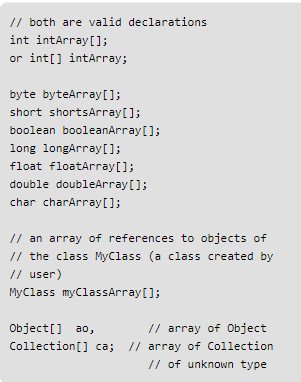 // both are valid declarations
int intArray[];
or int[] intArray;

byte byteArray[];
short shortsArray[];
boolean booleanArray[];
long longArray[];
float floatArray[];
double doubleArray[];
char charArray[];

// an array of references to objects of
// the class MyClass (a class created by
// user)
MyClass myClassArray[];

Object[]  ao,        // array of Object
Collection[] ca;  // array of Collection
                     // of unknown type